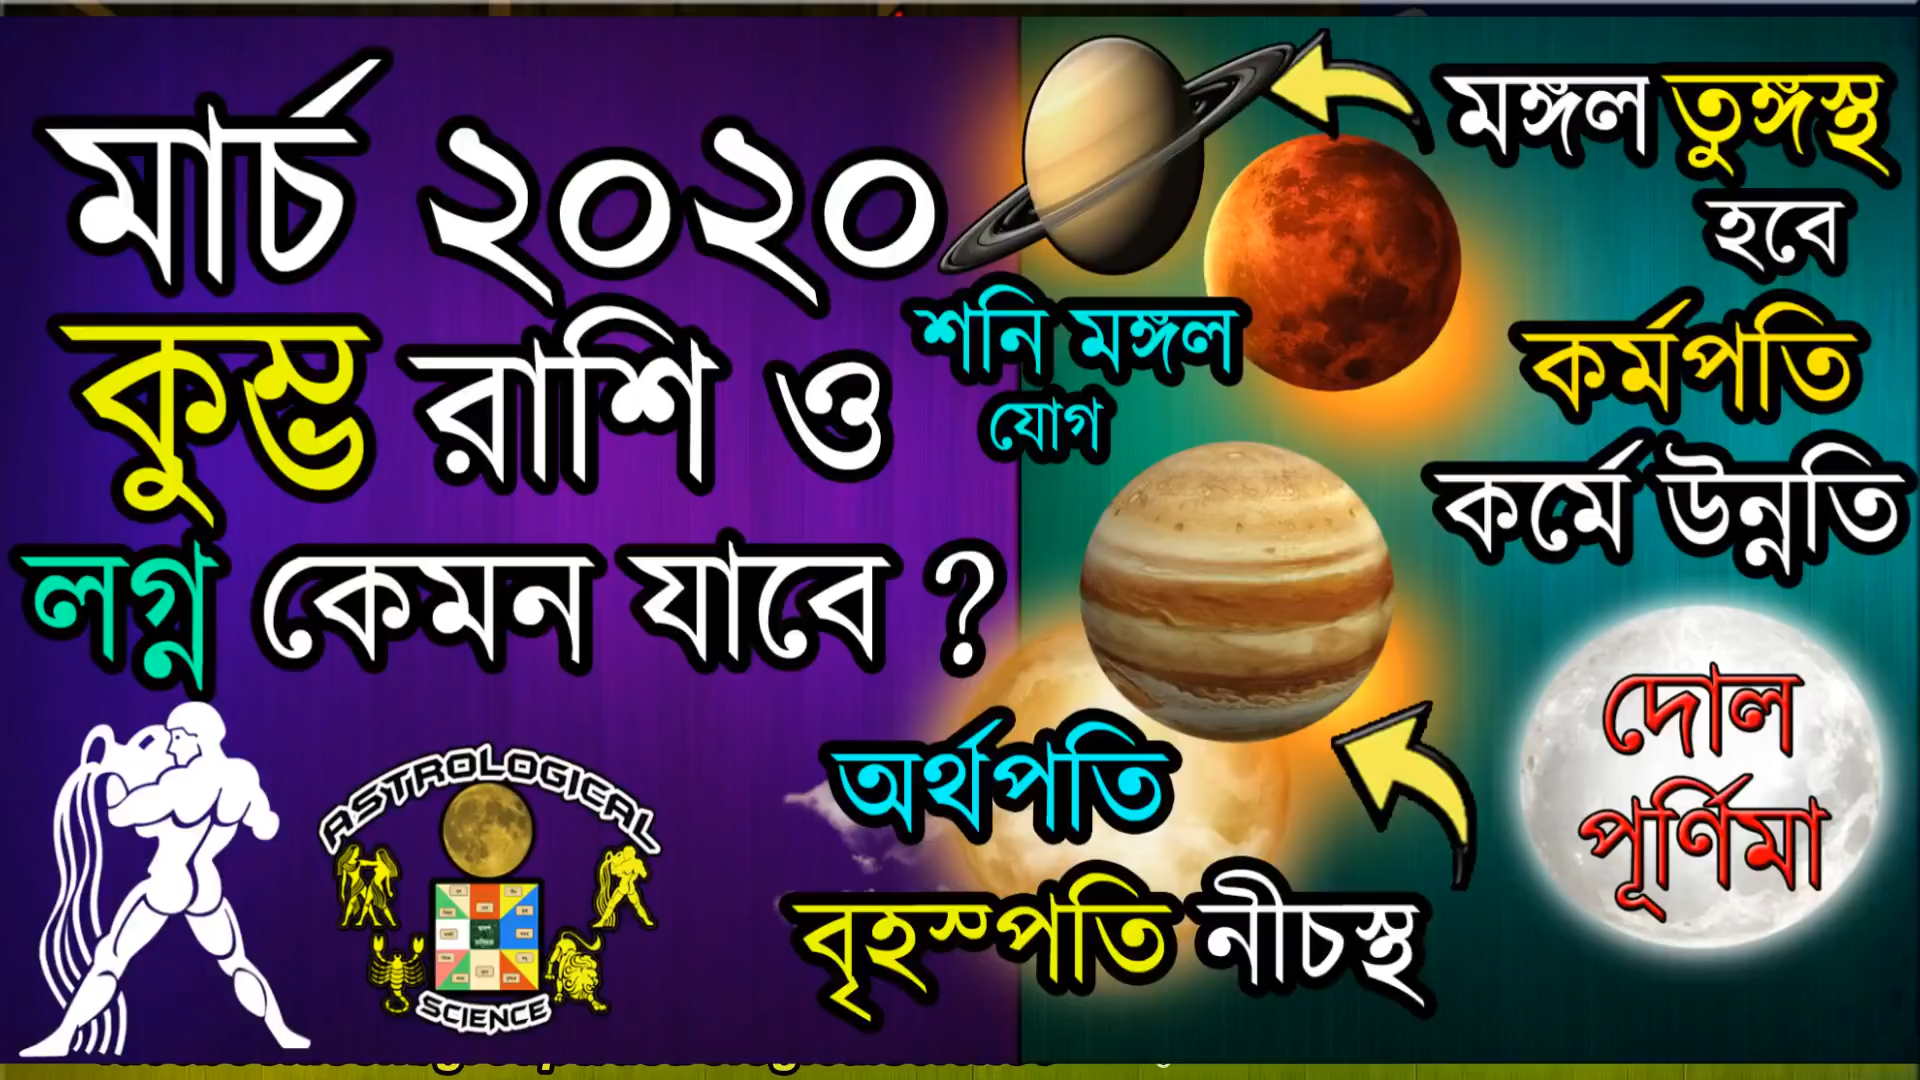 মার্চ ২০২০
কুম্ভ রাশি ও
লগ্ন কেমন যাবে ?
মঙ্গল তুঙ্গস্থ
হবে
কর্মপতি
কর্মে উন্নতি
শনি মঙ্গল
যোগ
অর্থপতি
বৃহস্পতি নীচস্থ
দোল
পূর্ণিমা
ASTROLOGICAL
SCIENCE